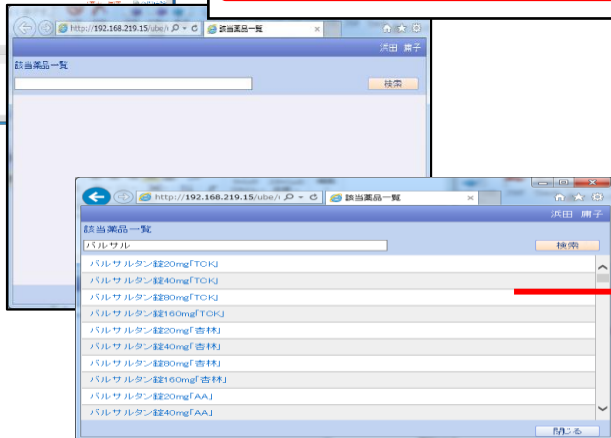 http://192.168.219.15/ube/i 該当薬品一覧
浜田 庸子
該当薬品一覧
検索
http://192.168.219.15/ube/i 該当薬品一覧
浜田 庸子
該当薬品一覧
バルサル 検索
バルサルタン錠20mg「TCK」
バルサルタン錠40mg「TCK」
バルサルタン錠80mg「TCK」
バルサルタン錠160mg「TCK」
バルサルタン錠20mg「杏林」
バルサルタン錠40mg「杏林」
バルサルタン錠80mg「杏林」
バルサルタン錠160mg「杏林」
バルサルタン錠20mg「AA」
バルサルタン錠40mg「AA」
閉じる